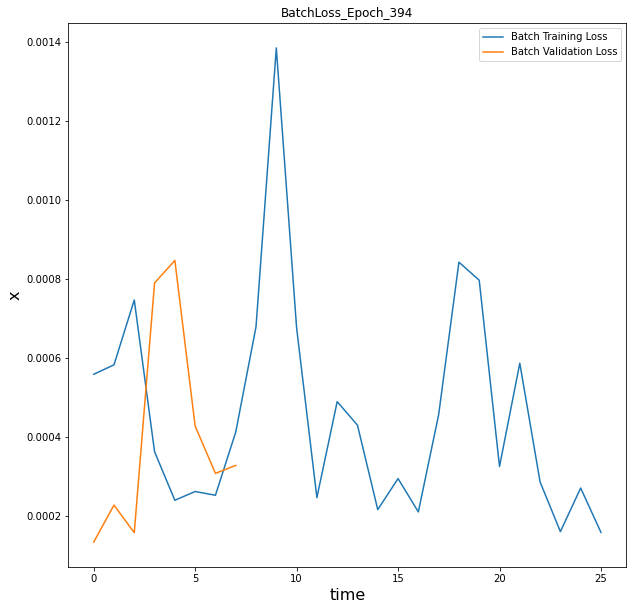 BatchLoss_Epoch_394
Batch Training Loss
Batch Validation Loss
0.0014
0.0012
0.0010
0.0008
0.0006
0.0004
0.0002
x
0 5 10 15 20 25
time